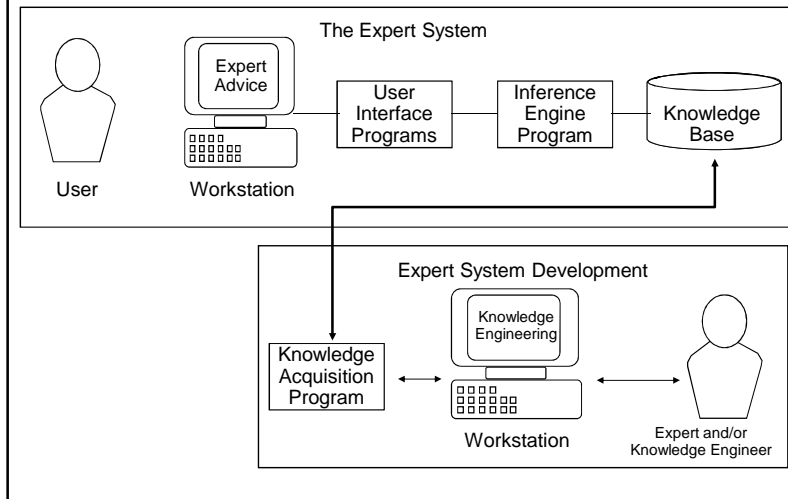 The Expert System
Expert
Advice
User
Interface
Programs
Inference
Engine
Program
Knowledge
Base
User
Workstation
Expert System Development
Knowledge
Engineering
Knowledge
Acquisition
Program
Workstation
Expert and/or
Knowledge Engineer